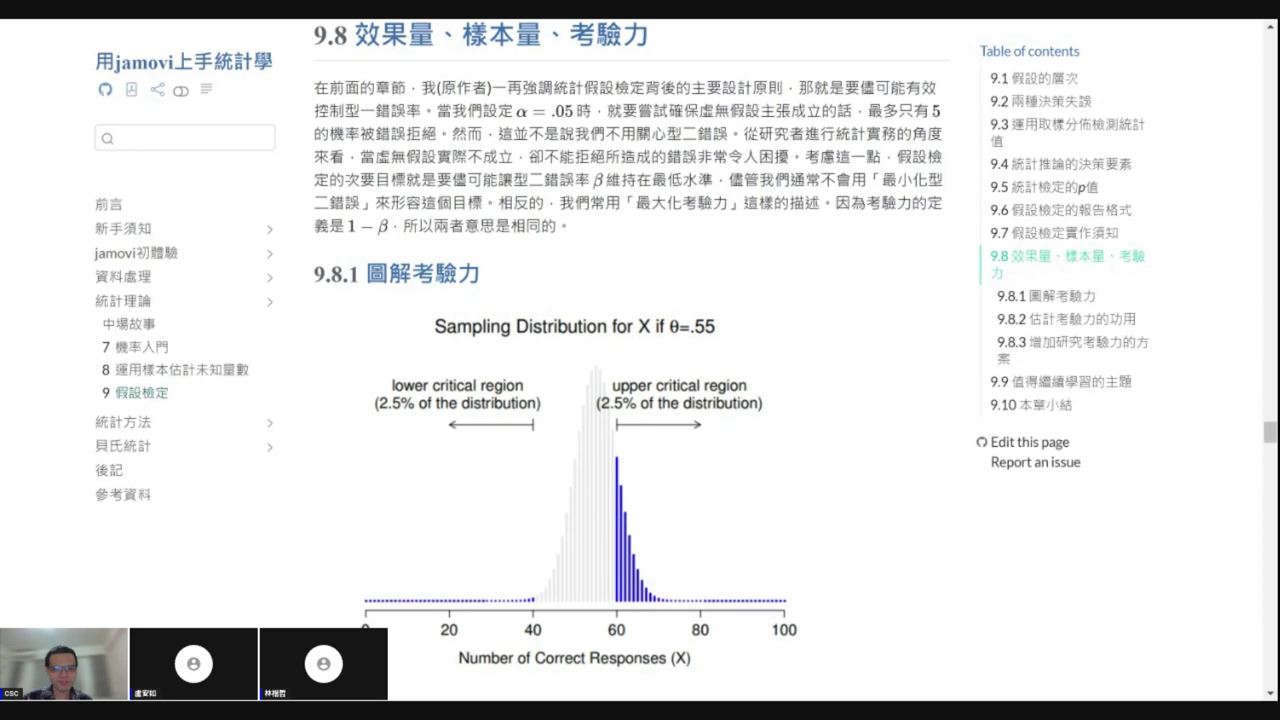 用jamovi上手統計學
前言
新手須知
jamovi初體驗
資料處理
統計理論
中場故事
7 機率入門
8 運用樣本估計未知量數
9 假設檢定
統計方法
貝氏統計
後記
參考資料
9.8 效果量、樣本量、考驗力
在前面的章節，我(原作者)一再強調統計假設檢定背後的主要設計原則，那就是要儘可能有效
控制型一錯誤率。當我們設定 α = .05 時，就要嘗試確保虛無假設主張成立的話，最多只有 5
的機率被錯誤拒絕。然而，這並不是說我們不用關心型二錯誤。從研究者進行統計實務的角度
來看，當虛無假設實際不成立，卻不能拒絕所造成的錯誤非常令人困擾。考慮這一點，假設檢
定的次要目標就是要儘可能讓型二錯誤率 β 維持在最低水準，儘管我們通常不會用「最小化型
二錯誤」來形容這個目標。相反的，我們常用「最大化考驗力」這樣的描述。因為考驗力的定
義是 1 − β，所以兩者意思是相同的。
9.8.1 圖解考驗力
Sampling Distribution for X if θ=.55
lower critical region
(2.5% of the distribution)
upper critical region
(2.5% of the distribution)
0 20 40 60 80 100
Number of Correct Responses (X)
Table of contents
9.1 假設的層次
9.2 兩種決策失誤
9.3 運用取樣分佈檢測統計
值
9.4 統計推論的決策要素
9.5 統計檢定的p值
9.6 假設檢定的報告格式
9.7 假設檢定實作須知
9.8 效果量、樣本量、考驗
力
9.8.1 圖解考驗力
9.8.2 估計考驗力的功用
9.8.3 增加研究考驗力的方
案
9.9 值得繼續學習的主題
9.10 本章小結
Edit this page
Report an issue
csc
盧安如